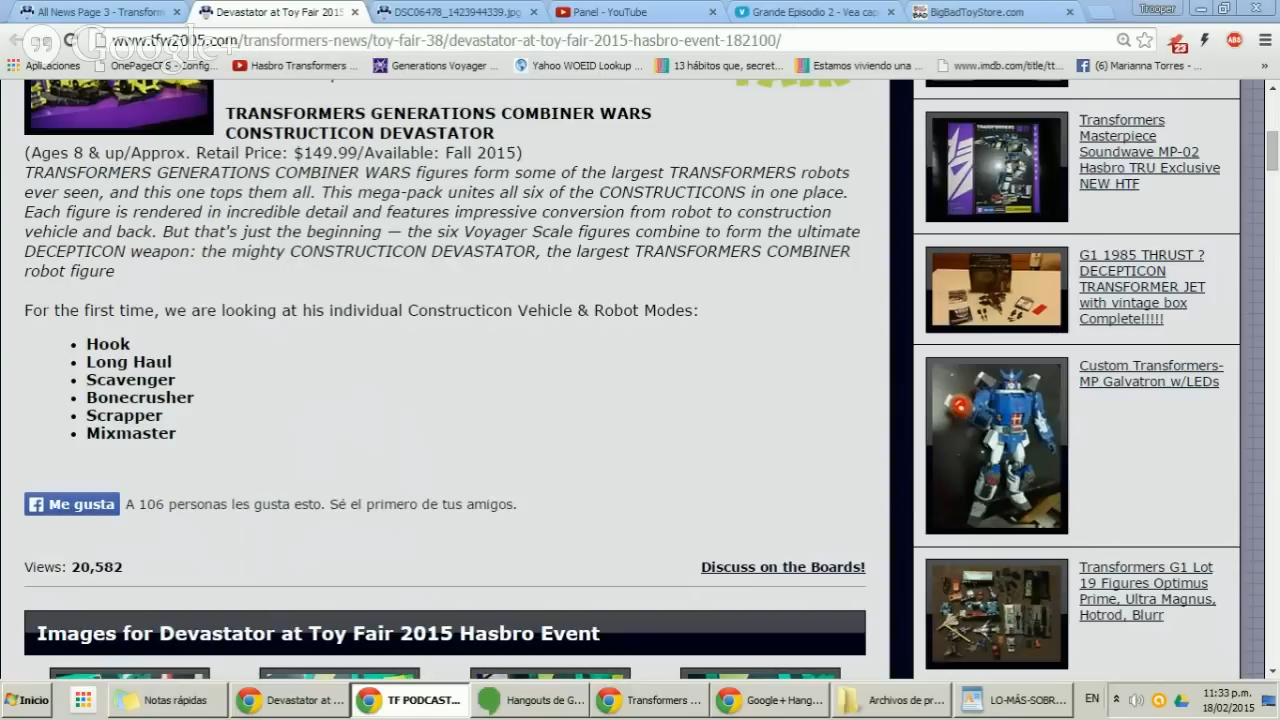 All News Page 3 - Transform
Devastator at Toy Fair 2015
DSC06478_1423944339.jpg
Panel - YouTube
Grande Episodio 2 - Vea cap
BigBadToyStore.com
Trooper
www.tfw2005.com/transformers-news/toy-fair-38/devastator-at-toy-fair-2015-hasbro-event-182100/
Google+
23
ABP
Aplicaciones
OnePageCPS - Config...
Hasbro Transformers ...
Generations Voyager ...
Yahoo WOEID Lookup ...
13 hábitos que, secret...
Estamos viviendo una ...
www.imdb.com/title/tt...
(6) Marianna Torres - ...
»
TRANSFORMERS GENERATIONS COMBINER WARS
CONSTRUCTICON DEVASTATOR
(Ages 8 & up/Approx. Retail Price: $149.99/Available: Fall 2015)
TRANSFORMERS GENERATIONS COMBINER WARS figures form some of the largest TRANSFORMERS robots
ever seen, and this one tops them all. This mega-pack unites all six of the CONSTRUCTICONS in one place.
Each figure is rendered in incredible detail and features impressive conversion from robot to construction
vehicle and back. But that's just the beginning — the six Voyager Scale figures combine to form the ultimate
DECEPTICON weapon: the mighty CONSTRUCTICON DEVASTATOR, the largest TRANSFORMERS COMBINER
robot figure
For the first time, we are looking at his individual Constructicon Vehicle & Robot Modes:
• Hook
• Long Haul
• Scavenger
• Bonecrusher
• Scrapper
• Mixmaster
Me gusta
A 106 personas les gusta esto. Sé el primero de tus amigos.
Views: 20,582
Discuss on the Boards!
Images for Devastator at Toy Fair 2015 Hasbro Event
Transformers
Masterpiece
Soundwave MP-02
Hasbro TRU Exclusive
NEW HTF
G1 1985 THRUST ?
DECEPTICON
TRANSFORMER JET
with vintage box
Complete!!!!!
Custom Transformers-
MP Galvatron w/LEDs
Transformers G1 Lot
19 Figures Optimus
Prime, Ultra Magnus,
Hotrod, Blurr
Inicio
Notas rápidas
Devastator at ...
TF PODCAST...
Hangouts de G...
Transformers ...
Google+ Hang...
Archivos de pr...
LO-MÁS-SOBR...
EN
11:33 p.m.
18/02/2015